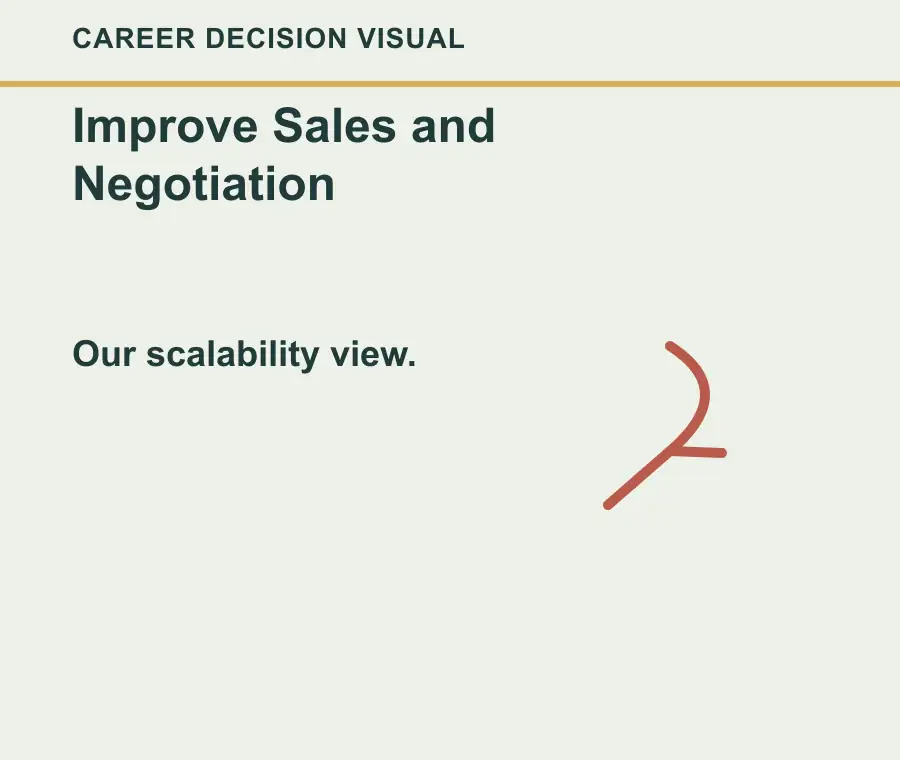 CAREER DECISION VISUAL
Improve Sales and
Negotiation
Our scalability view.